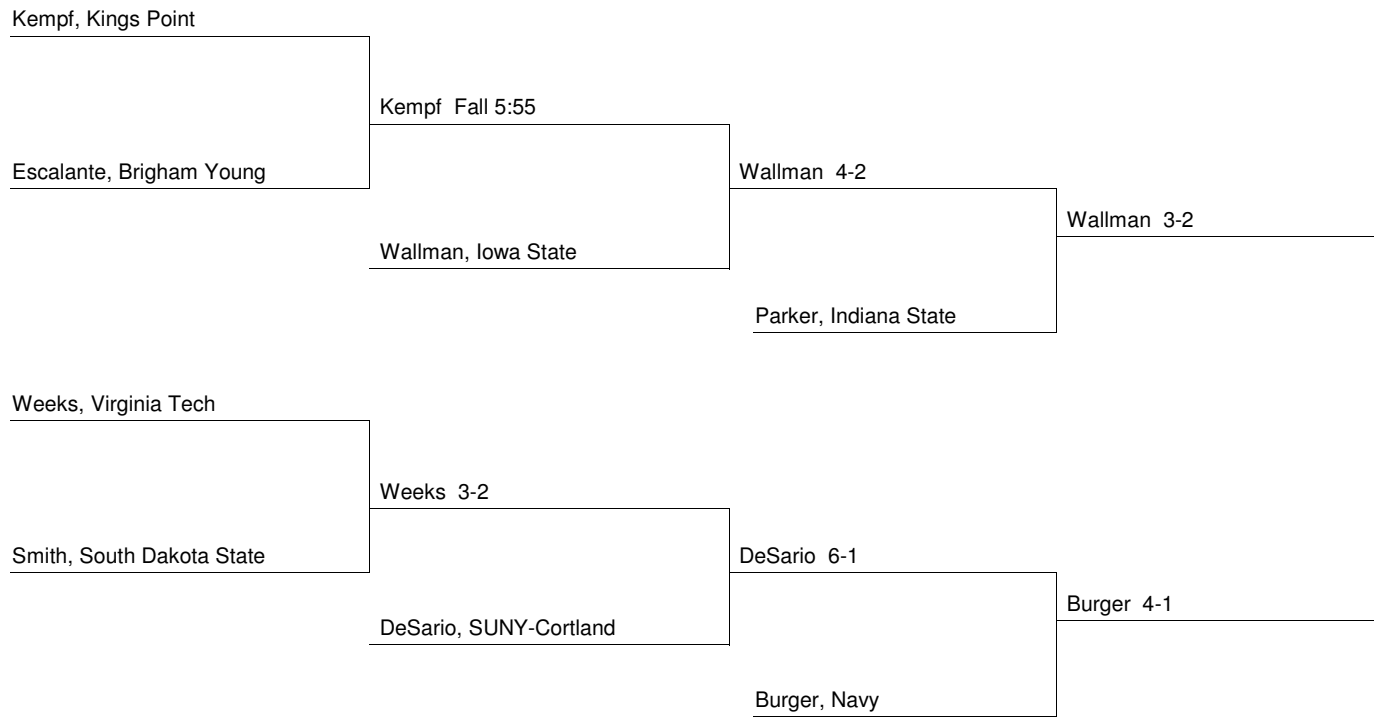 Kempf, Kings Point
Kempf  Fall 5:55
Escalante, Brigham Young
Wallman  4-2
Wallman  3-2
Wallman, Iowa State
Parker, Indiana State
Weeks, Virginia Tech
Weeks  3-2
Smith, South Dakota State
DeSario  6-1
Burger  4-1
DeSario, SUNY-Cortland
Burger, Navy